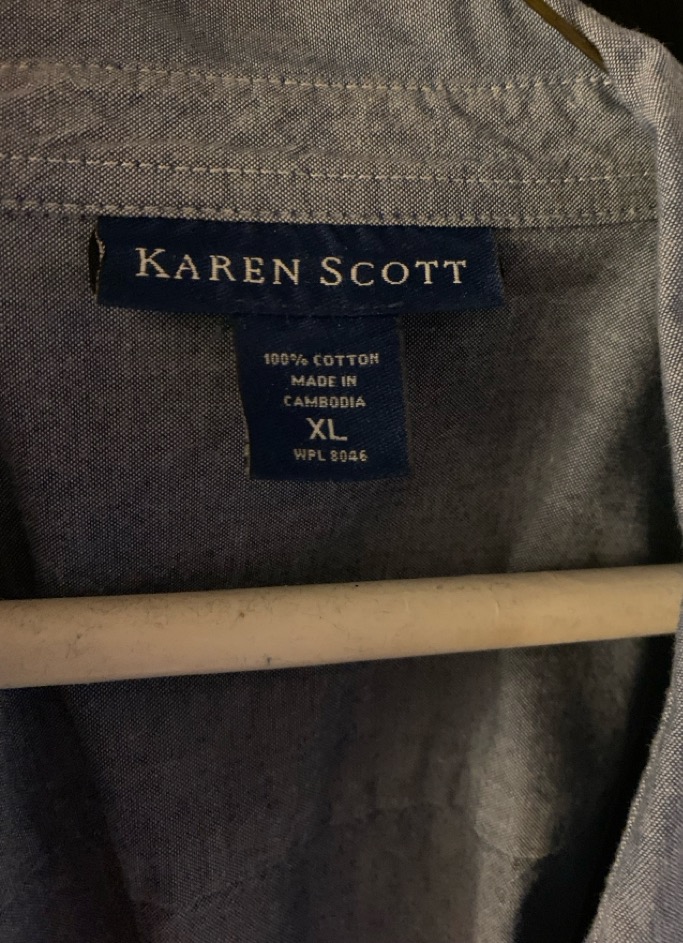 KAREN SCOTT
100% COTTON
MADE IN
CAMBODIA
XL
WPL 8046